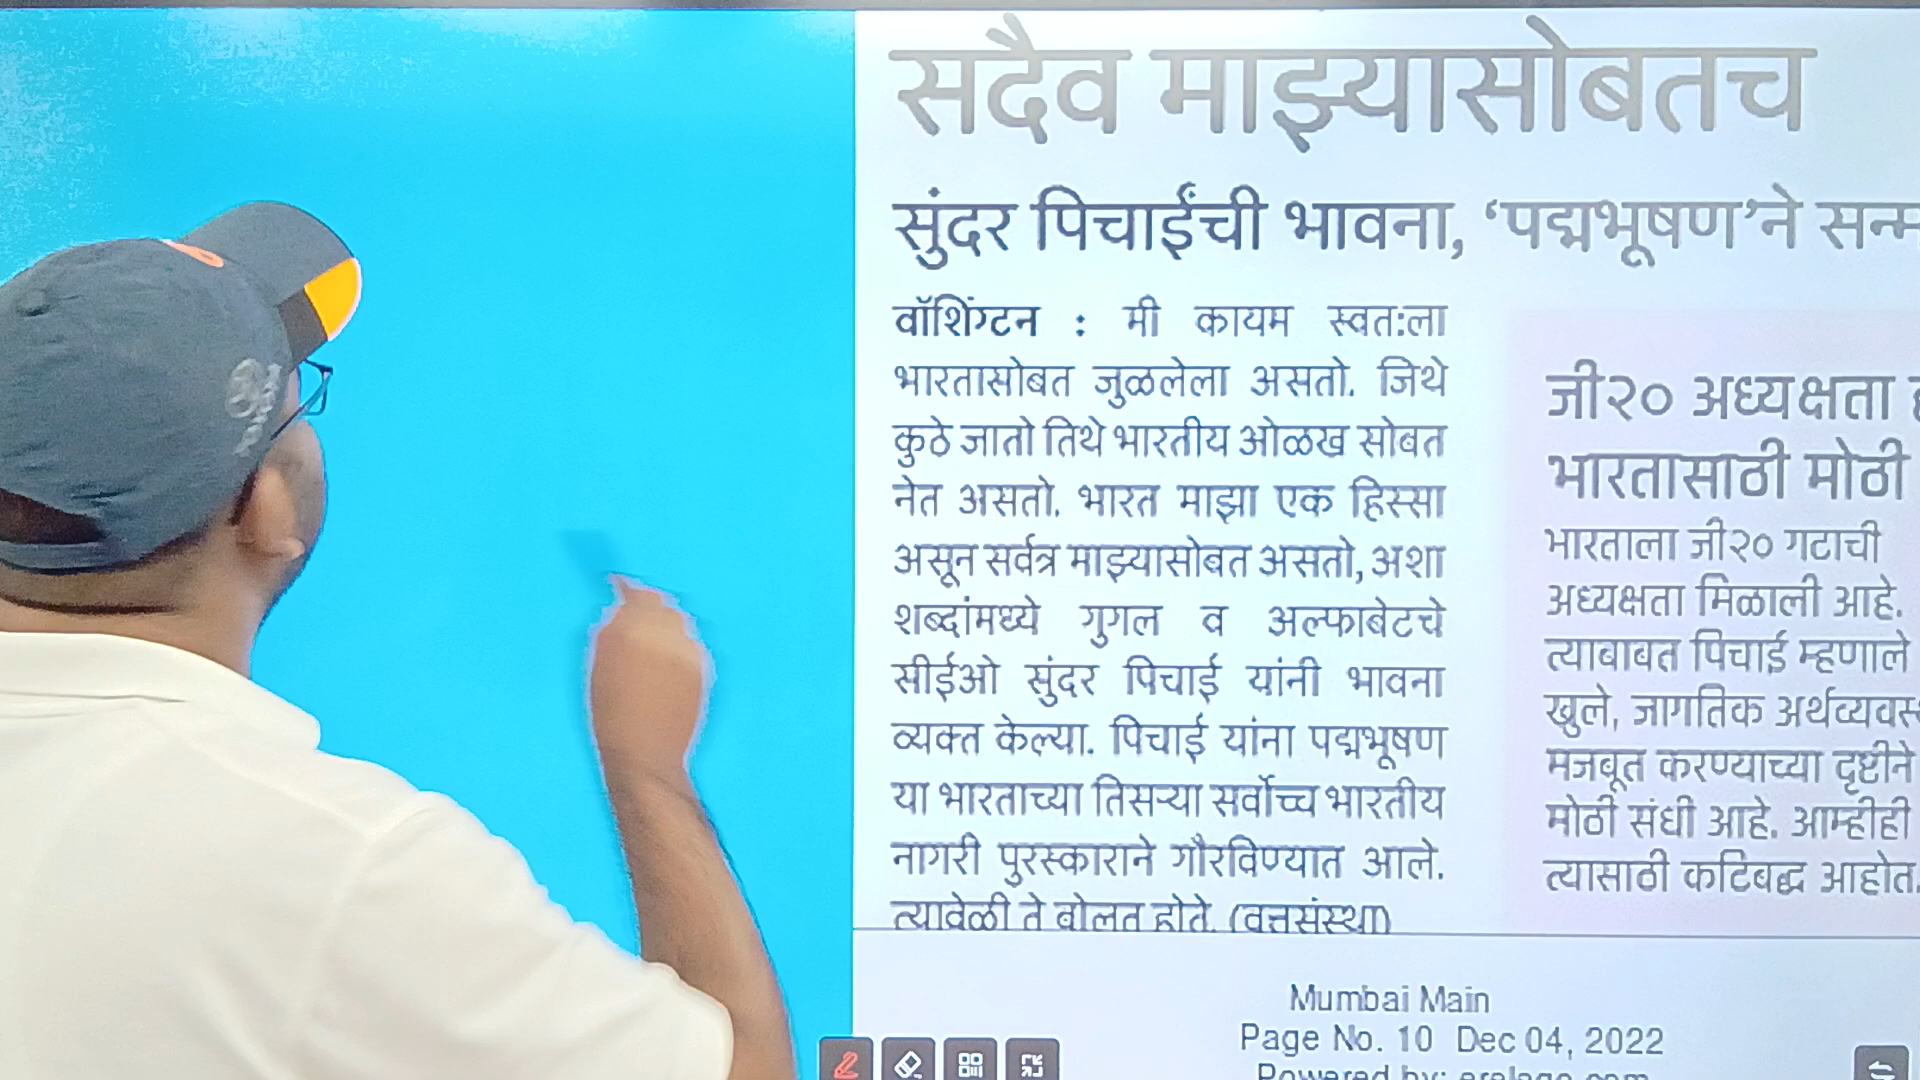 सदैव माझ्यासोबतच
सुंदर पिचाईंची भावना, ‘पद्मभूषण’ने
वॉशिंग्टन : मी कायम स्वत:ला
भारतासोबत जुळलेला असतो. जिथे
कुठे जातो तिथे भारतीय ओळख सोबत
नेत असतो. भारत माझा एक हिस्सा
असून सर्वत्र माझ्यासोबत असतो, अशा
शब्दांमध्ये गुगल व अल्फाबेटचे
सीईओ सुंदर पिचाई यांनी भावना
व्यक्त केल्या. पिचाई यांना पद्मभूषण
या भारताच्या तिसऱ्या सर्वोच्च भारतीय
नागरी पुरस्काराने गौरविण्यात आले.
त्यावेळी ते बोलत होते. (वृत्तसंस्था)
जी२० अध्यक्षता
भारतासाठी मोठी
भारताला जी२० गटाची
अध्यक्षता मिळाली आहे.
त्याबाबत पिचाई म्हणाले
खुले, जागतिक
मजबूत करण्याच्या दृष्टीने
मोठी संधी आहे. आम्हीही
त्यासाठी कटिबद्ध आहोत.
Mumbai Main
Page No. 10 Dec 04, 2022
Powered by: erelego.com